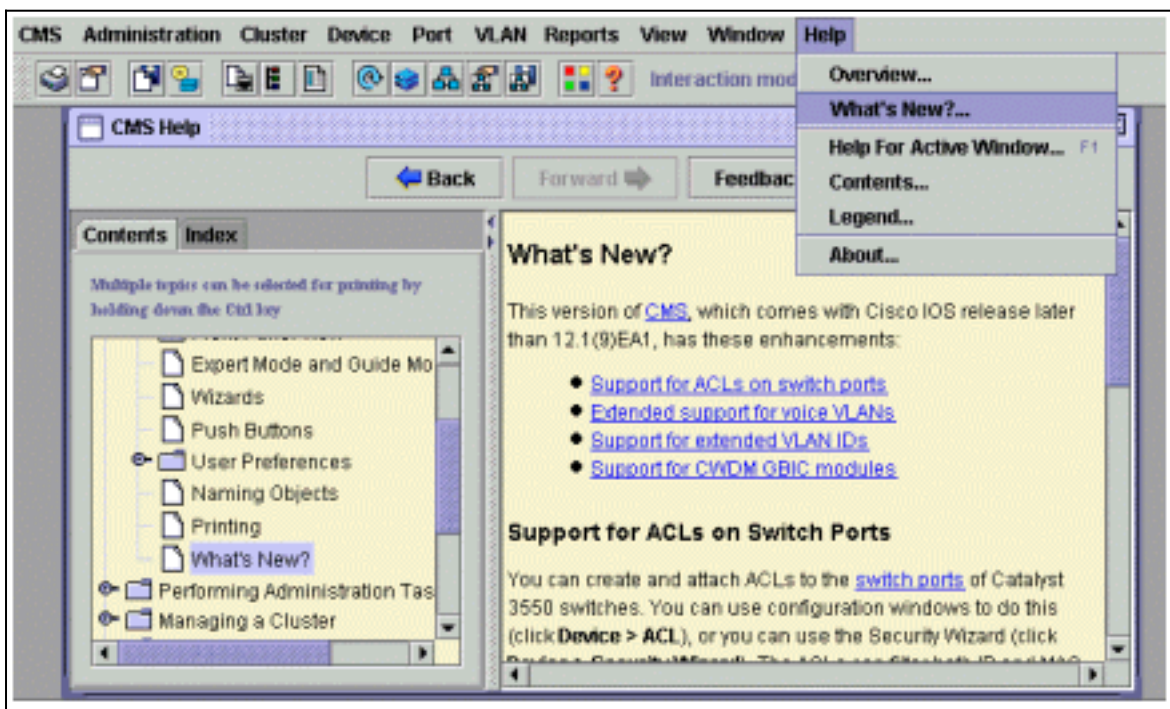 CMS Administration Cluster Device Port VLAN Reports View Window Help
Interaction mod
Overview...
What's New?...
Help For Active Window... F1
Contents...
Legend...
About...
CMS Help
Back Forward Feedbac
Contents Index
Multiple topics can be selected for printing by
holding down the Ctrl key
Expert Mode and Guide Mo
Wizards
Push Buttons
User Preferences
Naming Objects
Printing
What's New?
Performing Administration Tas
Managing a Cluster
What's New?
This version of CMS, which comes with Cisco IOS release later
than 12.1(9)EA1, has these enhancements:
Support for ACLs on switch ports
Extended support for voice VLANs
Support for extended VLAN IDs
Support for CWDM GBIC modules
Support for ACLs on Switch Ports
You can create and attach ACLs to the switch ports of Catalyst
3550 switches. You can use configuration windows to do this
(click Device > ACL), or you can use the Security Wizard (click